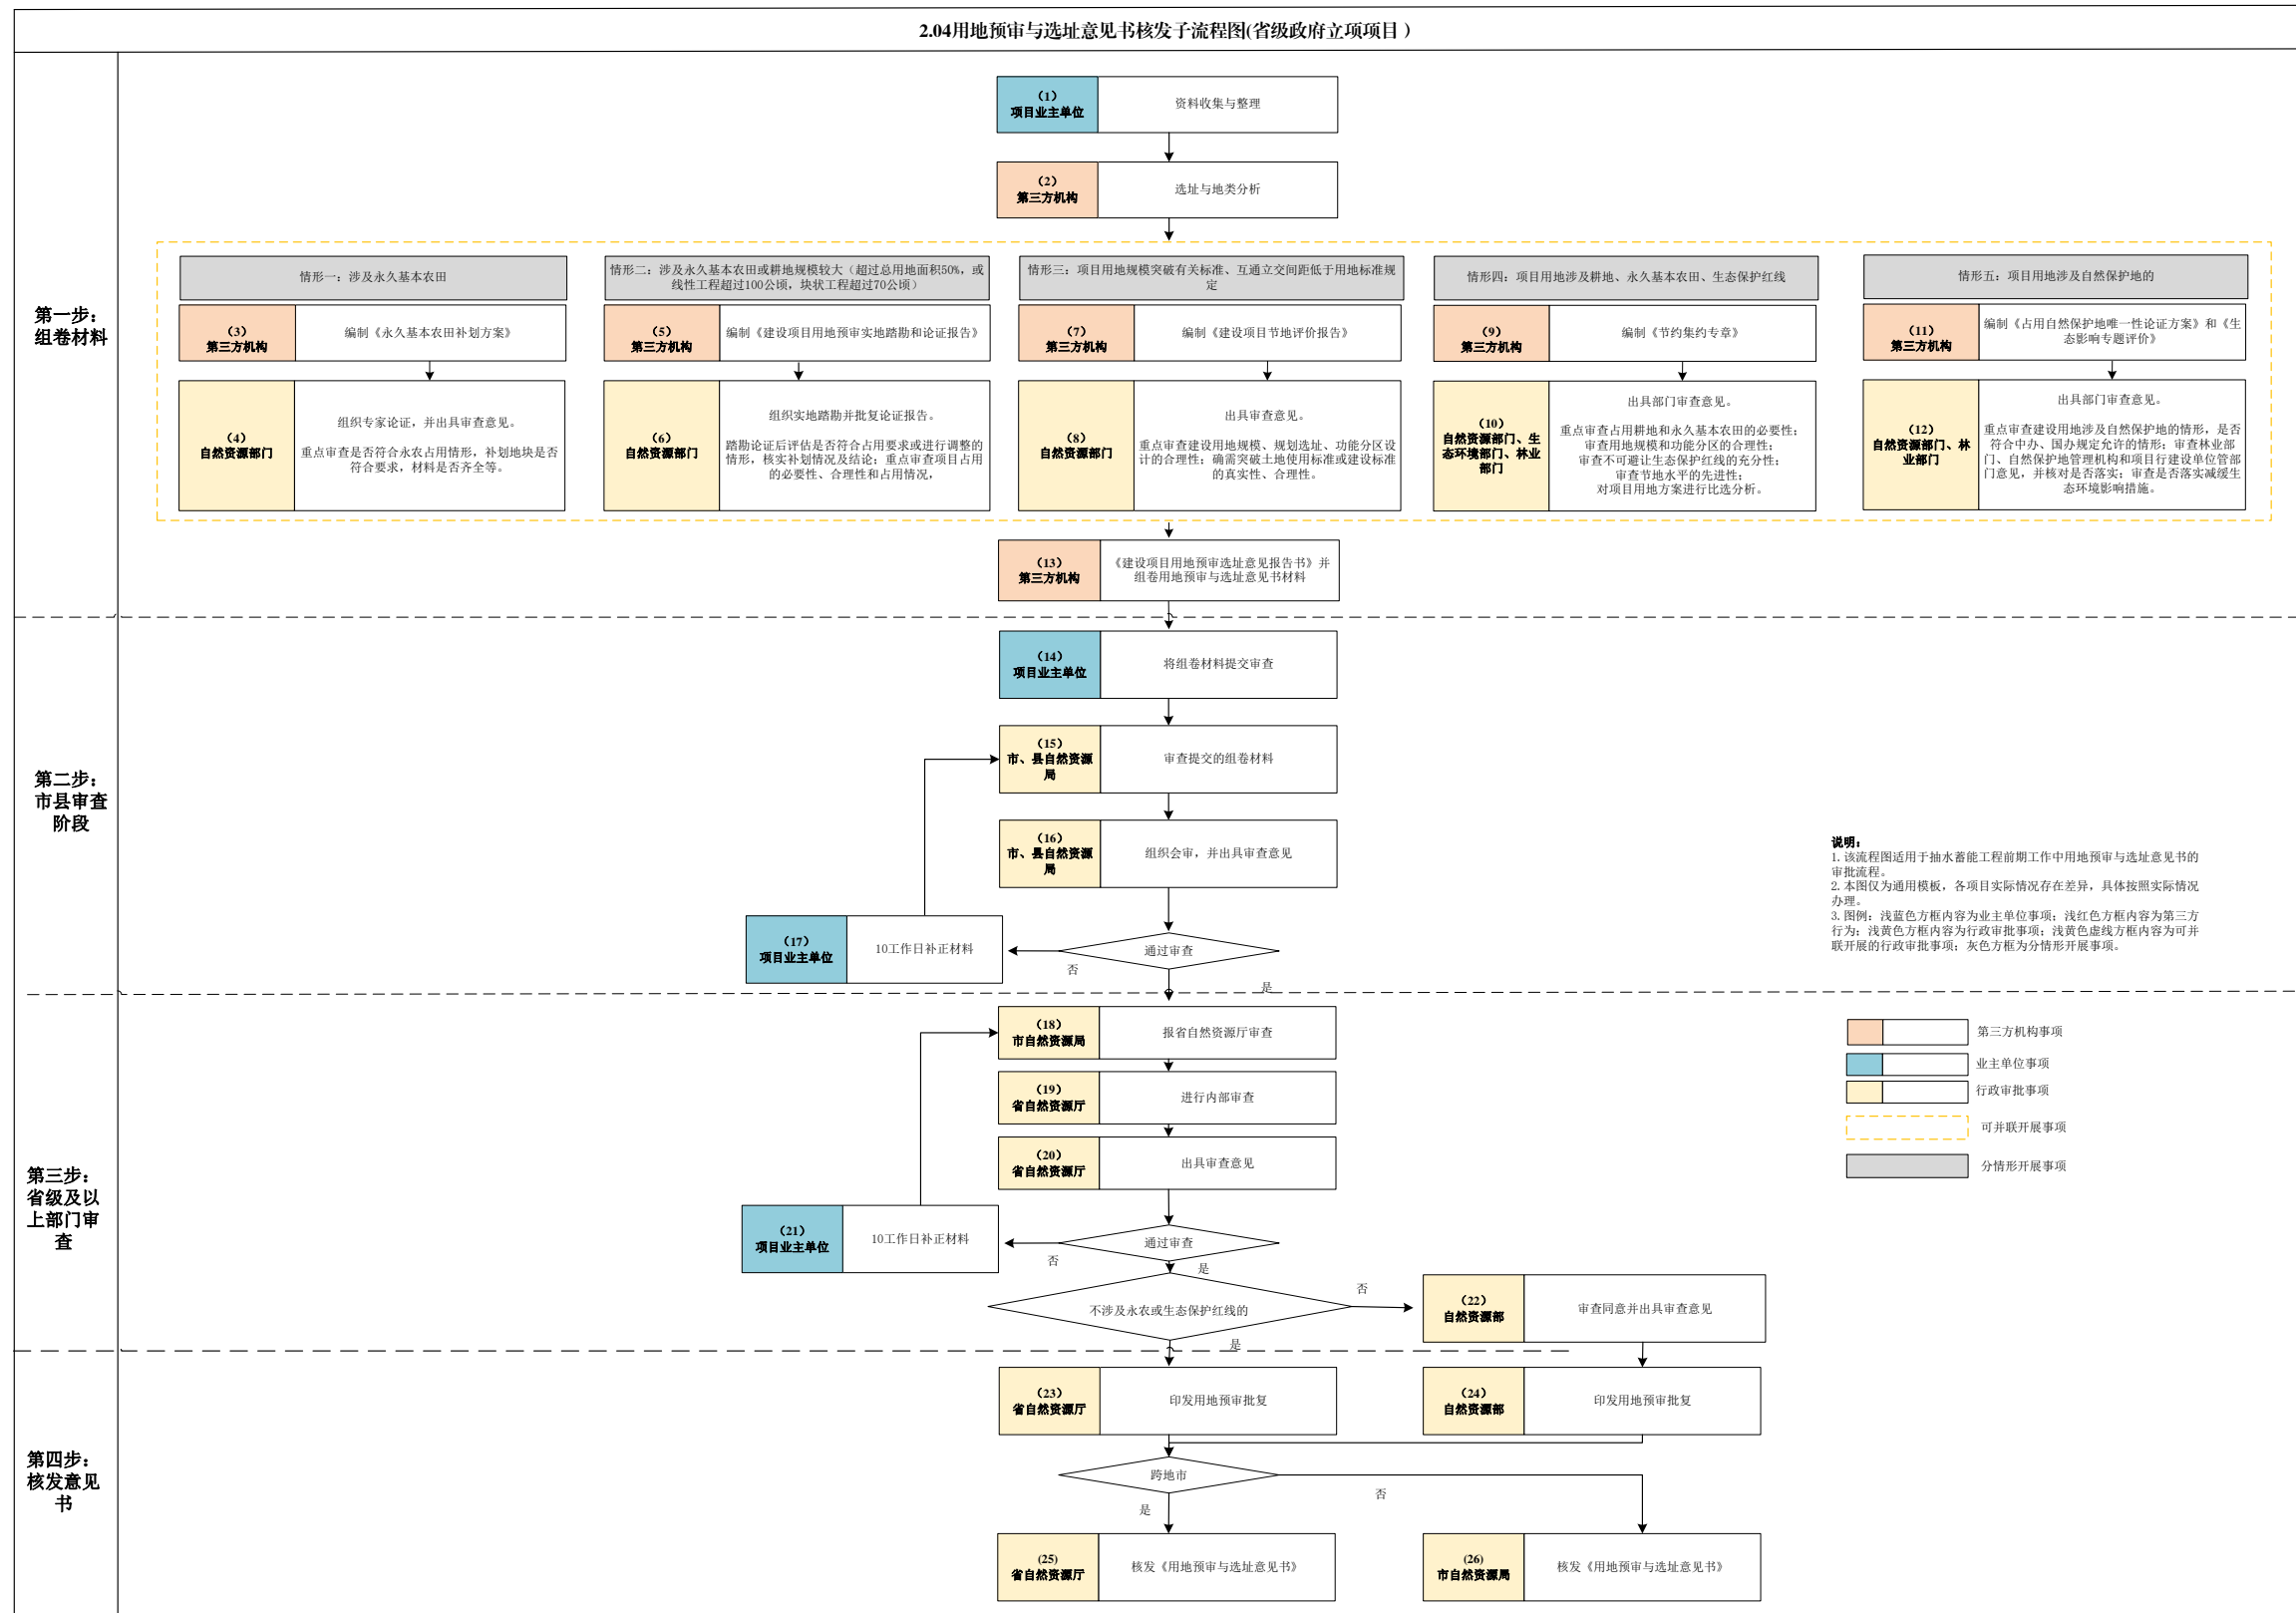 2.04用地预审与选址意见书核发子流程图(省级政府立项项目)
第一步：
组卷材料
（1）
项目业主单位
资料收集与整理
（2）
第三方机构
选址与地类分析
情形一：涉及永久基本农田
（3）
第三方机构
编制《永久基本农田补划方案》
（4）
自然资源部门
组织专家论证，并出具审查意见。
重点审查是否符合永农占用情形，补划地块是否
符合要求，材料是否齐全等。
情形二：涉及永久基本农田或耕地规模较大（超过总用地面积50%，或
线性工程超过100公顷，块状工程超过70公顷）
（5）
第三方机构
编制《建设项目用地预审实地踏勘和论证报告》
（6）
自然资源部门
组织实地踏勘并批复论证报告。
踏勘论证后评估是否符合占用要求或进行调整的
情形，核实补划情况及结论；重点审查项目占用
的必要性、合理性和占用情况，
情形三：项目用地规模突破有关标准、互通立交间距低于用地标准规
定
（7）
第三方机构
编制《建设项目节地评价报告》
（8）
自然资源部门
出具审查意见。
重点审查建设用地规模、规划选址、功能分区设
计的合理性；确需突破土地使用标准或建设标准
的真实性、合理性。
情形四：项目用地涉及耕地、永久基本农田、生态保护红线
（9）
第三方机构
编制《节约集约专章》
（10）
自然资源部门、生
态环境部门、林业
部门
出具部门审查意见。
重点审查占用耕地和永久基本农田的必要性；
审查用地规模和功能分区的合理性；
审查不可避让生态保护红线的充分性；
审查节地水平的先进性；
对项目用地方案进行比选分析。
情形五：项目用地涉及自然保护地的
（11）
第三方机构
编制《占用自然保护地唯一性论证方案》和《生
态影响专题评价》
（12）
自然资源部门、林
业部门
出具部门审查意见。
重点审查建设用地涉及自然保护地的情形，是否
符合中办、国办规定允许的情形；审查林业部
门、自然保护地管理机构和项目行建设单位管部
门意见，并核对是否落实；审查是否落实减缓生
态环境影响措施。
（13）
第三方机构
《建设项目用地预审选址意见报告书》并
组卷用地预审与选址意见书材料
第二步：
市县审查
阶段
（14）
项目业主单位
将组卷材料提交审查
（15）
市、县自然资源
局
审查提交的组卷材料
（16）
市、县自然资源
局
组织会审，并出具审查意见
（17）
项目业主单位
10工作日补正材料
通过审查
否
是
说明：
1.该流程图适用于抽水蓄能工程前期工作中用地预审与选址意见书的
审批流程。
2.本图仅为通用模板，各项目实际情况存在差异，具体按照实际情况
办理。
3.图例：浅蓝色方框内容为业主单位事项；浅红色方框内容为第三方
行为；浅黄色方框内容为行政审批事项；浅黄色虚线方框内容为可并
联开展的行政审批事项；灰色方框为分情形开展事项。
第三方机构事项
业主单位事项
行政审批事项
可并联开展事项
分情形开展事项
第三步：
省级及以
上部门审
查
（18）
市自然资源局
报省自然资源厅审查
（19）
省自然资源厅
进行内部审查
（20）
省自然资源厅
出具审查意见
（21）
项目业主单位
10工作日补正材料
通过审查
否
是
不涉及永农或生态保护红线的
否
是
（22）
自然资源部
审查同意并出具审查意见
第四步：
核发意见
书
（23）
省自然资源厅
印发用地预审批复
（24）
自然资源部
印发用地预审批复
跨地市
是
否
(25)
省自然资源厅
核发《用地预审与选址意见书》
(26)
市自然资源局
核发《用地预审与选址意见书》